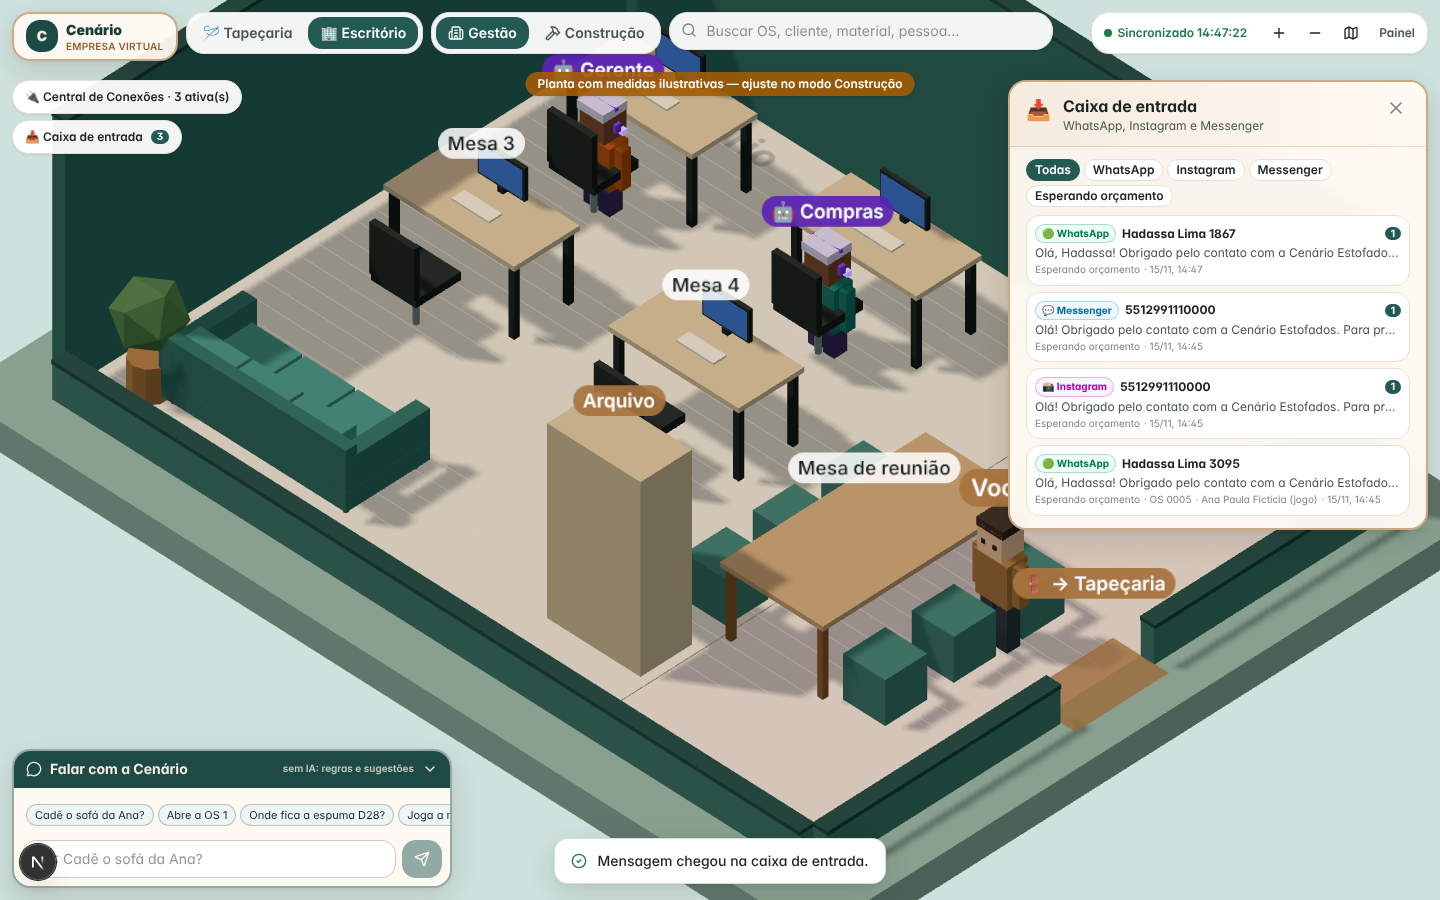 C
Cenário
EMPRESA VIRTUAL
Tapeçaria
Escritório
Gestão
Construção
Buscar OS, cliente, material, pessoa...
Sincronizado 14:47:22
Painel
Central de Conexões · 3 ativa(s)
Caixa de entrada 3
Gerente
Planta com medidas ilustrativas — ajuste no modo Construção
Mesa 3
Compras
Mesa 4
Arquivo
Mesa de reunião
Voc
→ Tapeçaria
Caixa de entrada
WhatsApp, Instagram e Messenger
Todas
WhatsApp
Instagram
Messenger
Esperando orçamento
WhatsApp Hadassa Lima 1867 1
Olá, Hadassa! Obrigado pelo contato com a Cenário Estofado...
Esperando orçamento · 15/11, 14:47
Messenger 5512991110000 1
Olá! Obrigado pelo contato com a Cenário Estofados. Para pr...
Esperando orçamento · 15/11, 14:45
Instagram 5512991110000 1
Olá! Obrigado pelo contato com a Cenário Estofados. Para pr...
Esperando orçamento · 15/11, 14:45
WhatsApp Hadassa Lima 3095
Olá, Hadassa! Obrigado pelo contato com a Cenário Estofado...
Esperando orçamento · OS 0005 · Ana Paula Fictícia (jogo) · 15/11, 14:45
Falar com a Cenário
sem IA: regras e sugestões
Cadê o sofá da Ana?
Abre a OS 1
Onde fica a espuma D28?
Joga a
N
Cadê o sofá da Ana?
Mensagem chegou na caixa de entrada.